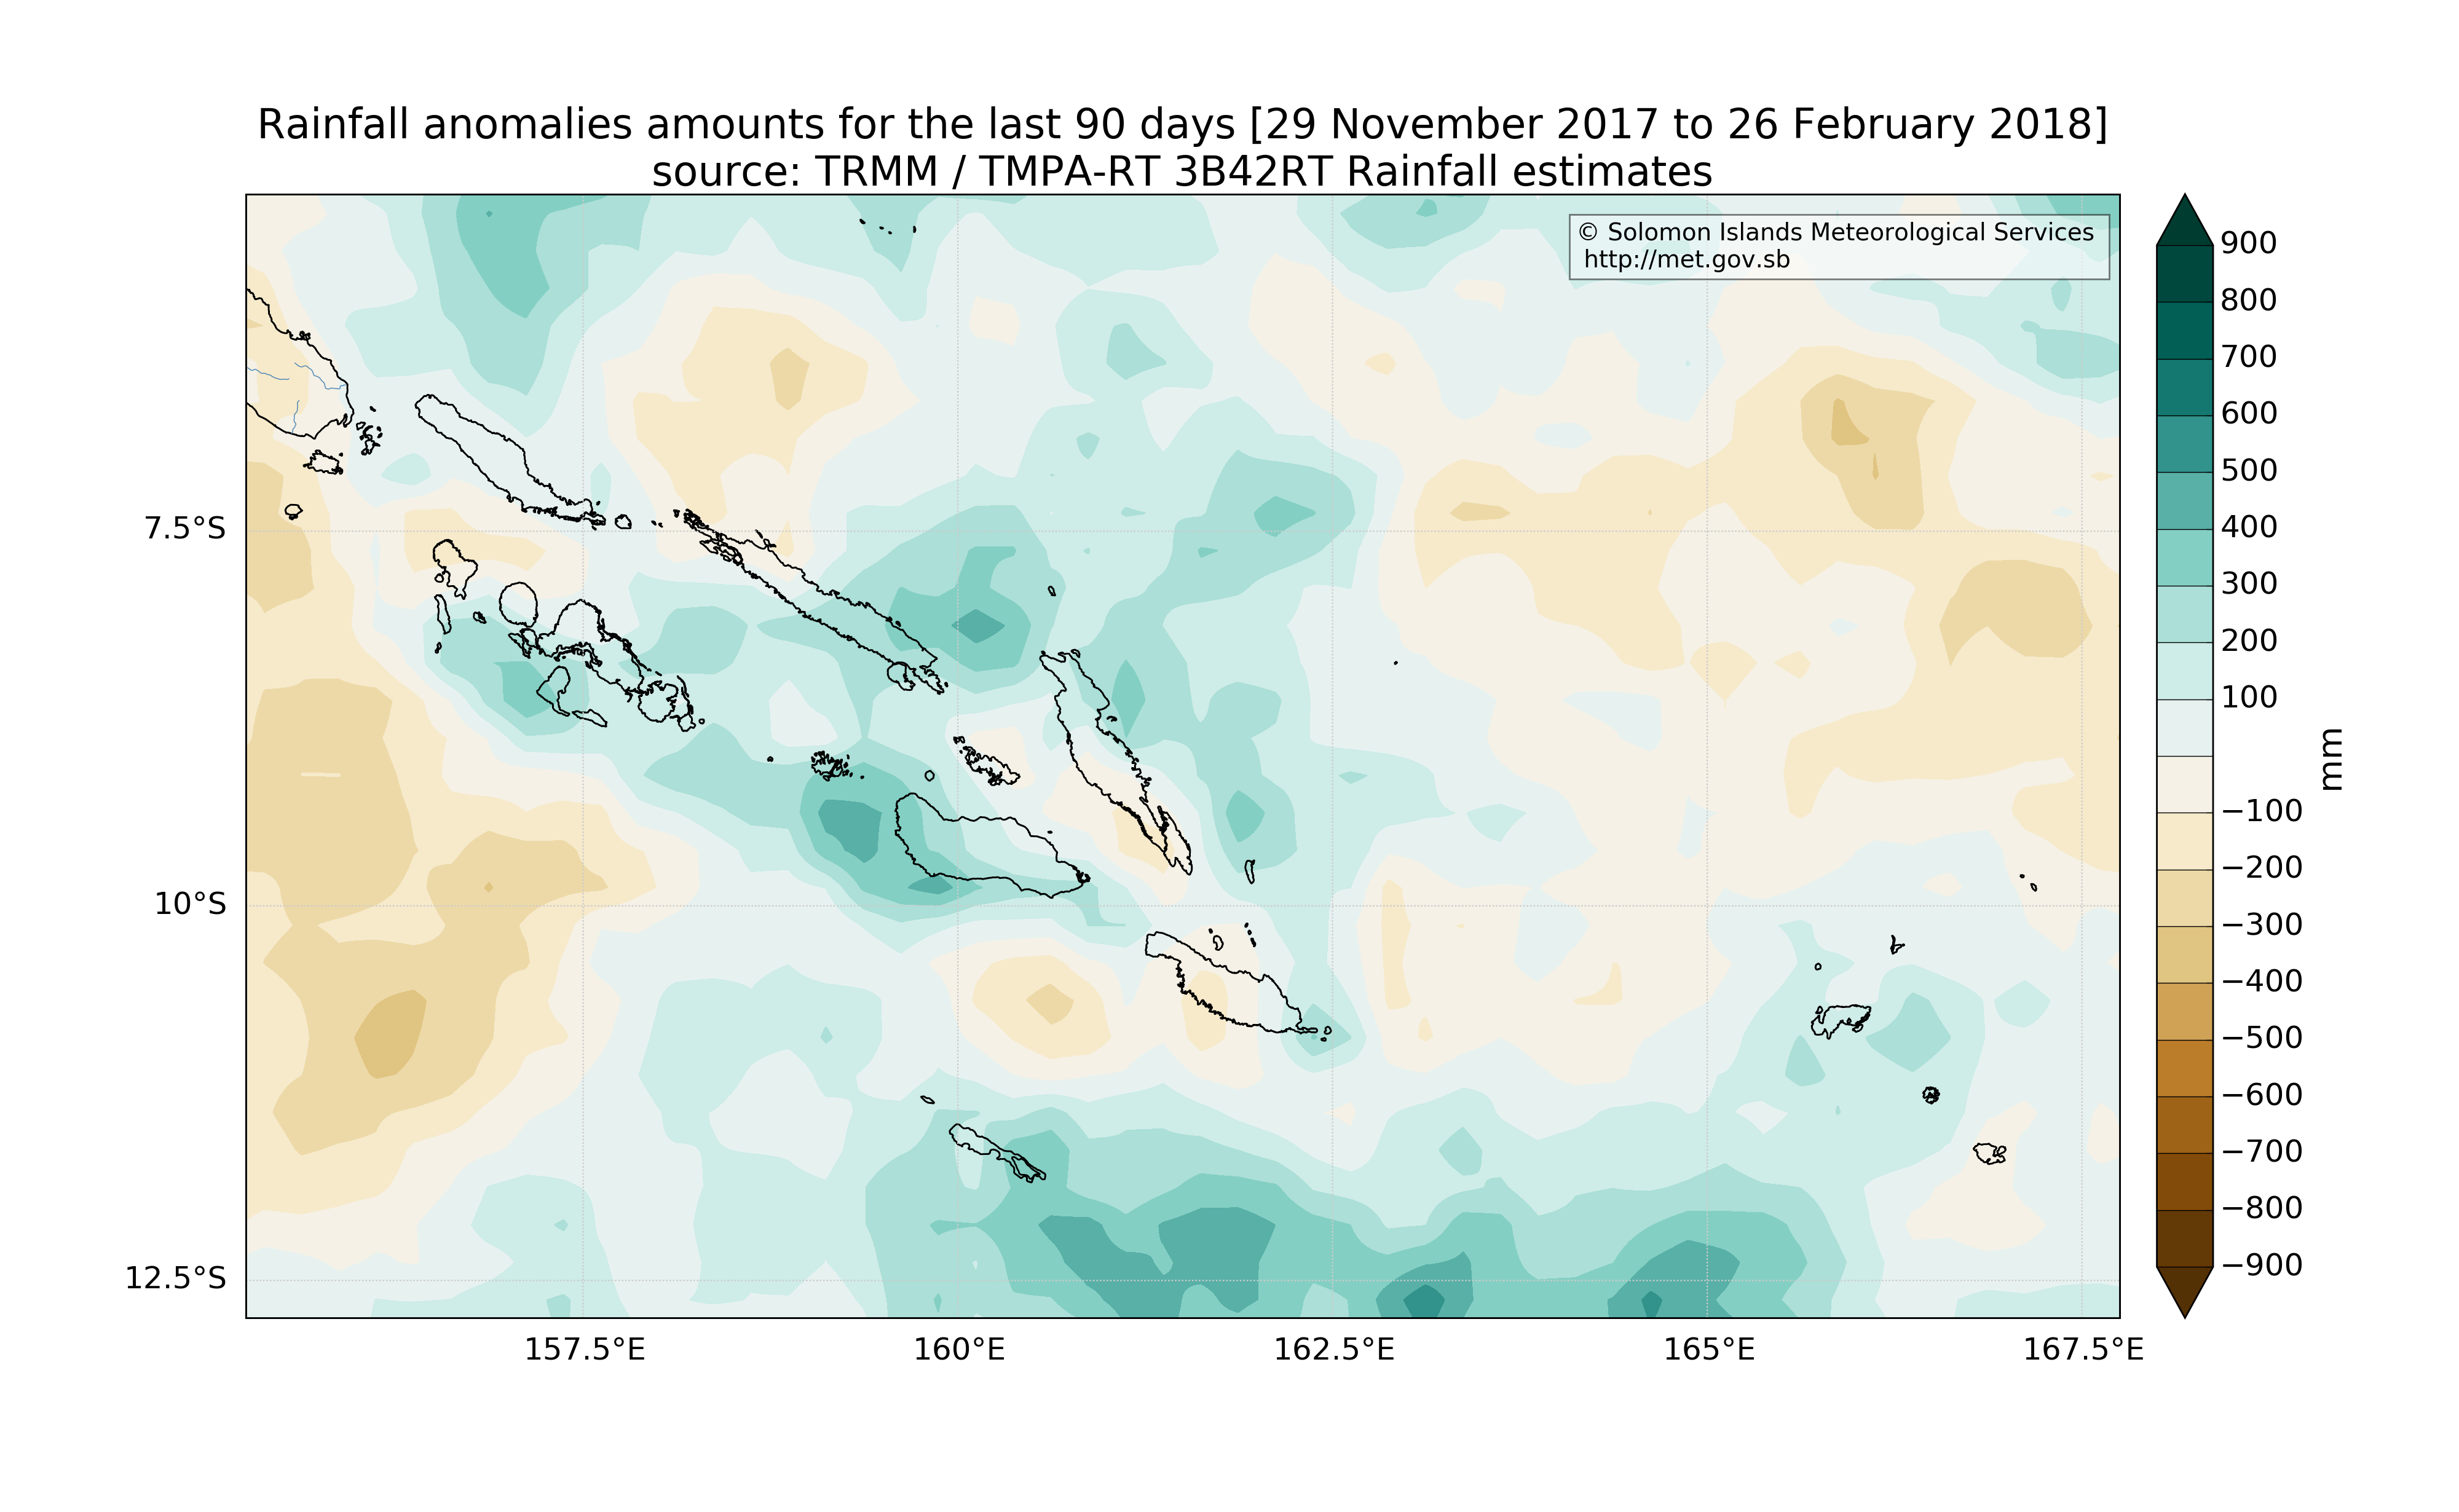 Rainfall anomalies amounts for the last 90 days [29 November 2017 to 26 February 2018]
source: TRMM / TMPA-RT 3B42RT Rainfall estimates
© Solomon Islands Meteorological Services
http://met.gov.sb
7.5°S
10°S
12.5°S
157.5°E
160°E
162.5°E
165°E
167.5°E
900
800
700
600
500
400
300
200
100
−100
−200
−300
−400
−500
−600
−700
−800
−900
mm